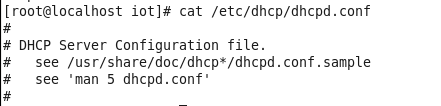 [root@localhost iot]# cat /etc/dhcp/dhcpd.conf
#
# DHCP Server Configuration file.
#   see /usr/share/doc/dhcp*/dhcpd.conf.sample
#   see 'man 5 dhcpd.conf'
#